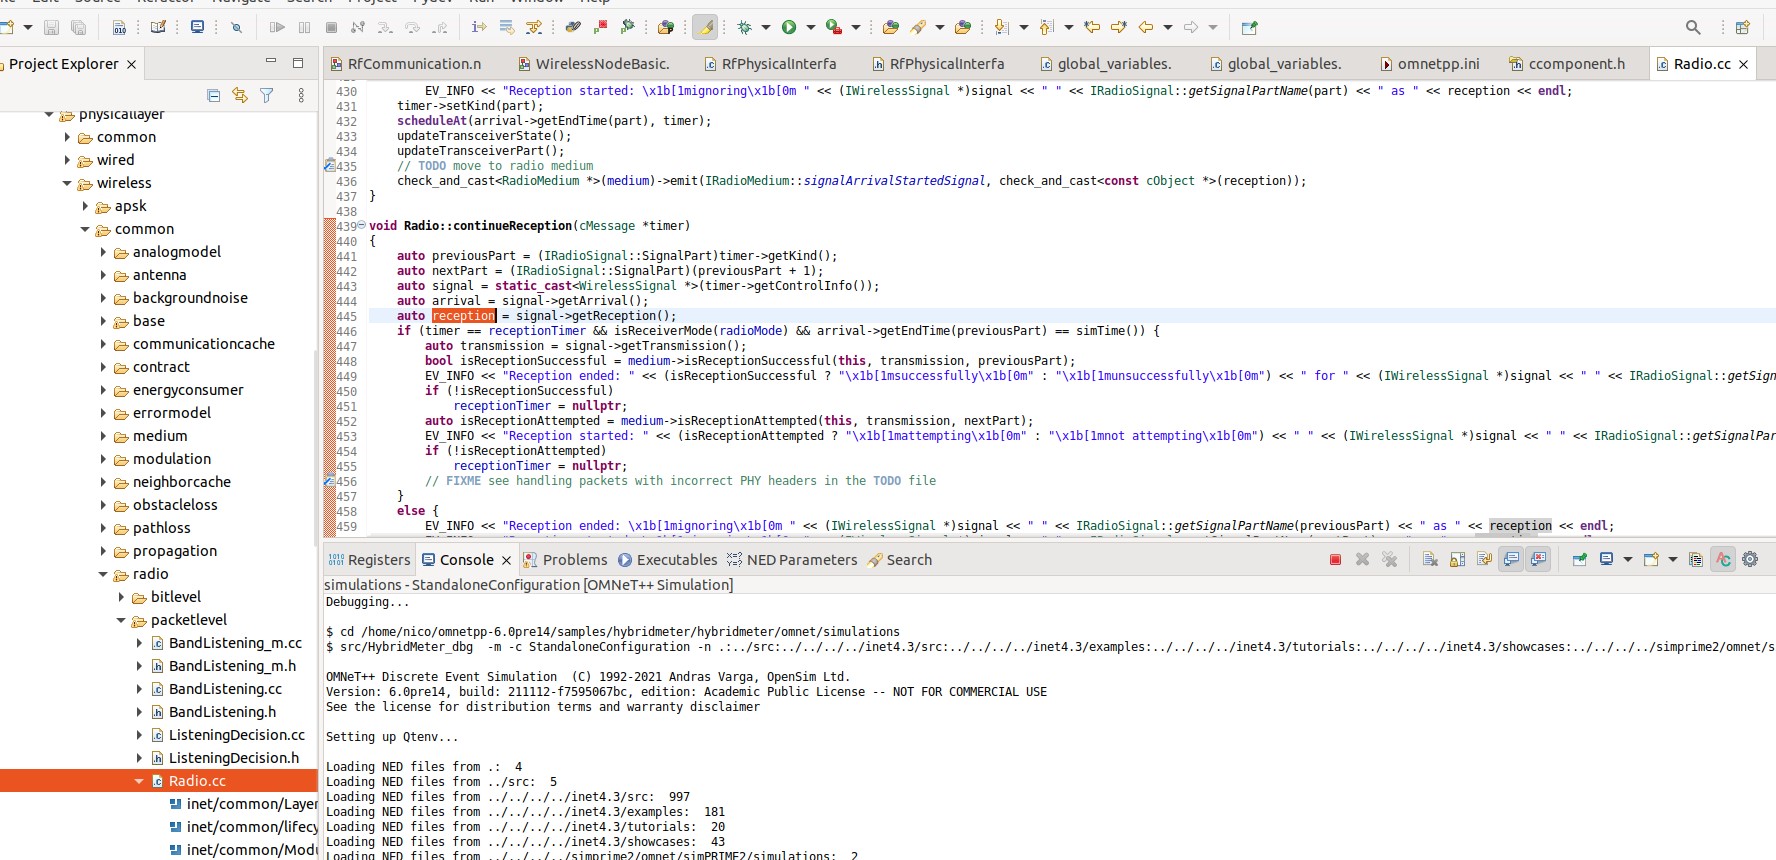 Source Refactor Navigate Search Project Pydev Run Window Help
Project Explorer
RfCommunication.n
WirelessNodeBasic.
RfPhysicalInterfa
RfPhysicalInterfa
global_variables.
global_variables.
omnetpp.ini
ccomponent.h
Radio.cc
physicallayer
common
wired
wireless
apsk
common
analogmodel
antenna
backgroundnoise
base
communicationcache
contract
energyconsumer
errormodel
medium
modulation
neighborcache
obstacleloss
pathloss
propagation
radio
bitlevel
packetlevel
BandListening_m.cc
BandListening_m.h
BandListening.cc
BandListening.h
ListeningDecision.cc
ListeningDecision.h
Radio.cc
inet/common/Layer
inet/common/lifecy
inet/common/Modu
430 EV_INFO << "Reception started: \x1b[1mignoring\x1b[0m " << (IWirelessSignal *)signal << " " << IRadioSignal::getSignalPartName(part) << " as " << reception << endl;
431 timer->setKind(part);
432 scheduleAt(arrival->getEndTime(part), timer);
433 updateTransceiverState();
434 updateTransceiverPart();
435 // TODO move to radio medium
436 check_and_cast<RadioMedium *>(medium)->emit(IRadioMedium::signalArrivalStartedSignal, check_and_cast<const cObject *>(reception));
437 }
438
439 void Radio::continueReception(cMessage *timer)
440 {
441 auto previousPart = (IRadioSignal::SignalPart)timer->getKind();
442 auto nextPart = (IRadioSignal::SignalPart)(previousPart + 1);
443 auto signal = static_cast<WirelessSignal *>(timer->getControlInfo());
444 auto arrival = signal->getArrival();
445 auto reception = signal->getReception();
446 if (timer == receptionTimer && isReceiverMode(radioMode) && arrival->getEndTime(previousPart) == simTime()) {
447 auto transmission = signal->getTransmission();
448 bool isReceptionSuccessful = medium->isReceptionSuccessful(this, transmission, previousPart);
449 EV_INFO << "Reception ended: " << (isReceptionSuccessful ? "\x1b[1msuccessfully\x1b[0m" : "\x1b[1munsuccessfully\x1b[0m") << " for " << (IWirelessSignal *)signal << " " << IRadioSignal::getSign
450 if (!isReceptionSuccessful)
451 receptionTimer = nullptr;
452 auto isReceptionAttempted = medium->isReceptionAttempted(this, transmission, nextPart);
453 EV_INFO << "Reception started: " << (isReceptionAttempted ? "\x1b[1mattempting\x1b[0m" : "\x1b[1mnot attempting\x1b[0m") << " " << (IWirelessSignal *)signal << " " << IRadioSignal::getSignalPar
454 if (!isReceptionAttempted)
455 receptionTimer = nullptr;
456 // FIXME see handling packets with incorrect PHY headers in the TODO file
457 }
458 else {
459 EV_INFO << "Reception ended: \x1b[1mignoring\x1b[0m " << (IWirelessSignal *)signal << " " << IRadioSignal::getSignalPartName(previousPart) << " as " << reception << endl;
Registers
Console
Problems
Executables
NED Parameters
Search
simulations - StandaloneConfiguration [OMNeT++ Simulation]
Debugging...
$ cd /home/nico/omnetpp-6.0pre14/samples/hybridmeter/hybridmeter/omnet/simulations
$ src/HybridMeter_dbg -m -c StandaloneConfiguration -n .:../src:../../../../inet4.3/src:../../../../inet4.3/examples:../../../../inet4.3/tutorials:../../../../inet4.3/showcases:../../../../simprime2/omnet/s
OMNeT++ Discrete Event Simulation (C) 1992-2021 Andras Varga, OpenSim Ltd.
Version: 6.0pre14, build: 211112-f7595067bc, edition: Academic Public License -- NOT FOR COMMERCIAL USE
See the license for distribution terms and warranty disclaimer
Setting up Qtenv...
Loading NED files from .: 4
Loading NED files from ../src: 5
Loading NED files from ../../../../inet4.3/src: 997
Loading NED files from ../../../../inet4.3/examples: 181
Loading NED files from ../../../../inet4.3/tutorials: 20
Loading NED files from ../../../../inet4.3/showcases: 43
Loading NED files from ../../../../simprime2/omnet/simPRIME2/simulations: 2